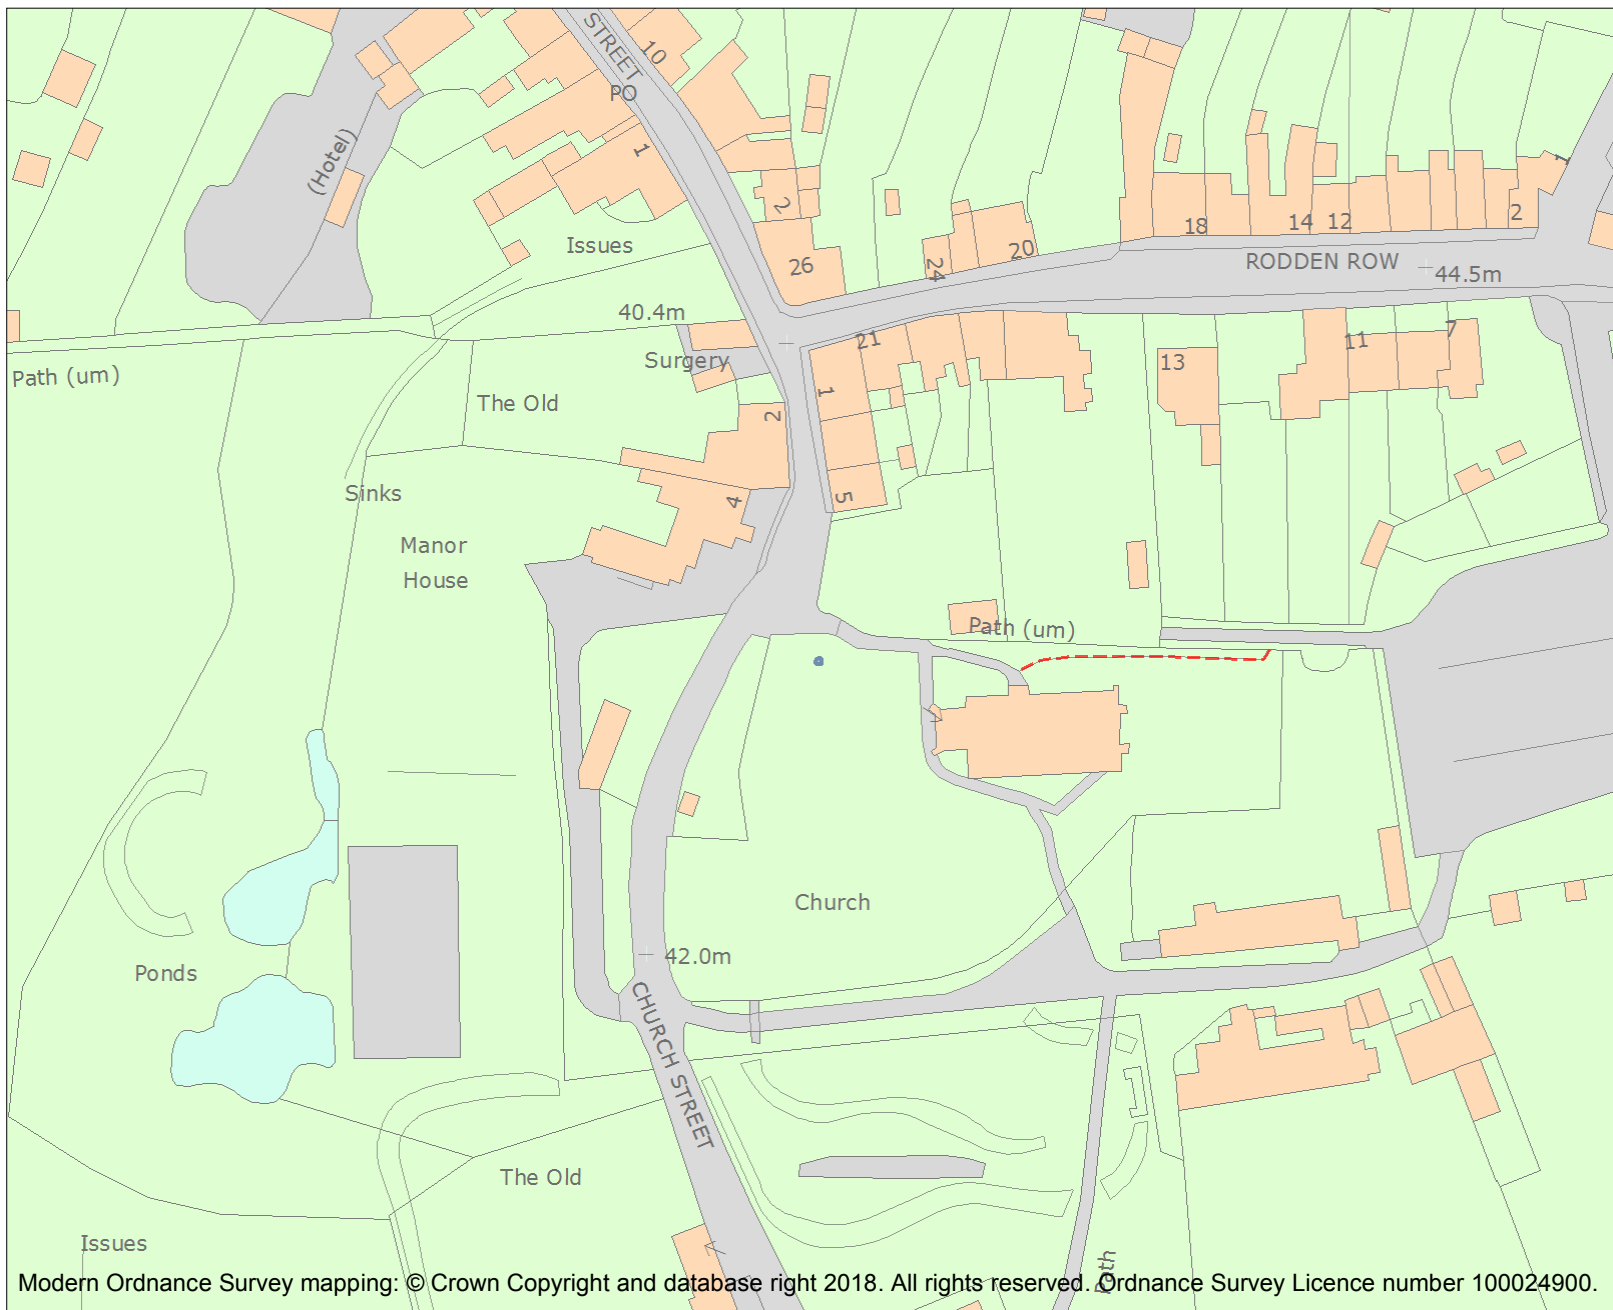 STREET
10
PO
1
(Hotel)
2
1
18
14
12
2
Issues
24
20
26
RODDEN ROW
44.5m
40.4m
Surgery
21
11
7
13
Path (um)
The Old
1
2
Sinks
5
4
Manor
House
Path (um)
Church
42.0m
Ponds
CHURCH STREET
The Old
Issues
Path
Modern Ordnance Survey mapping: © Crown Copyright and database right 2018. All rights reserved. Ordnance Survey Licence number 100024900.